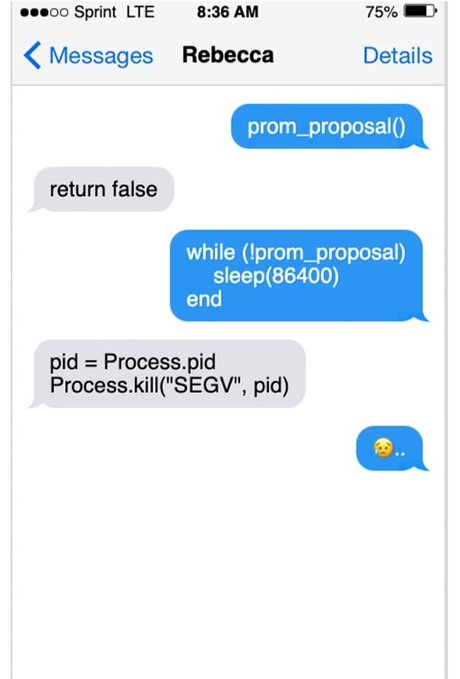 ●●●○○ Sprint LTE 8:36 AM 75%
Messages Rebecca Details
prom_proposal()
return false
while (!prom_proposal)
    sleep(86400)
end
pid = Process.pid
Process.kill("SEGV", pid)
😥..